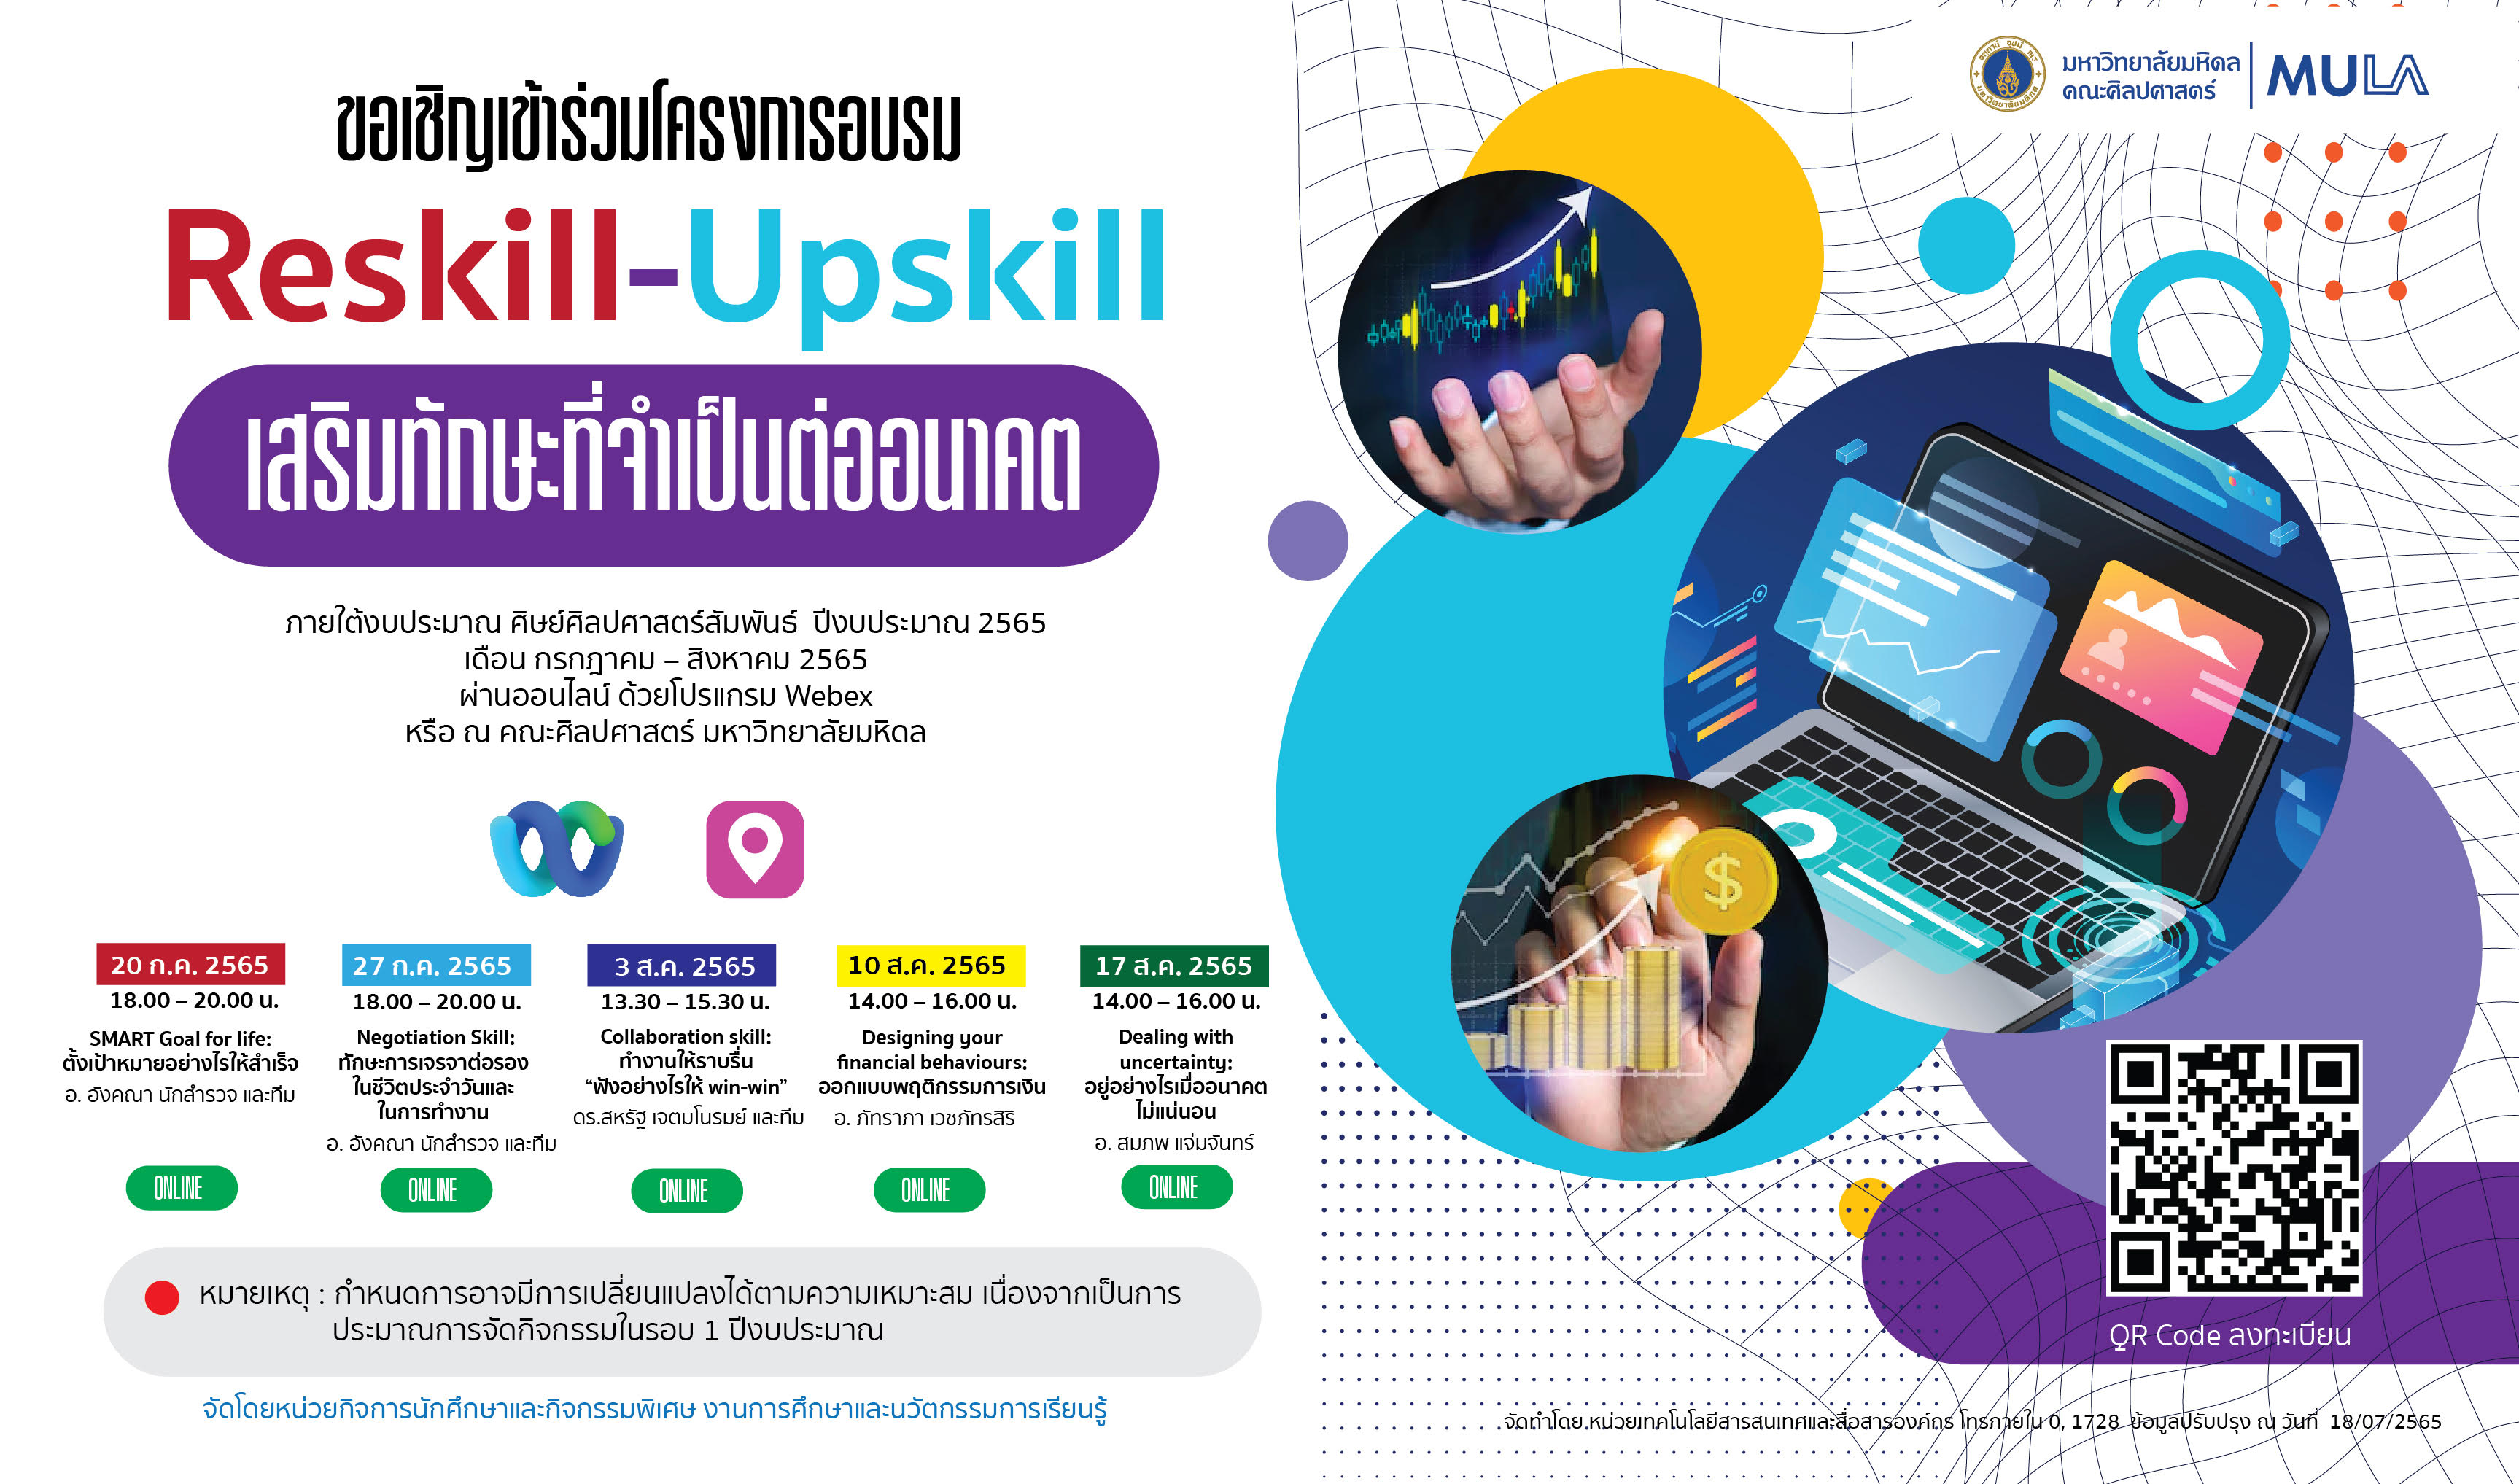 ขอเชิญเข้าร่วมโครงการอบรม
Reskill-Upskill
เสริมทักษะที่จำเป็นต่ออนาคต
ภายใต้งบประมาณ ศิษย์ศิลปศาสตร์สัมพันธ์ ปีงบประมาณ 2565
เดือน กรกฎาคม – สิงหาคม 2565
ผ่านออนไลน์ ด้วยโปรแกรม Webex
หรือ ณ คณะศิลปศาสตร์ มหาวิทยาลัยมหิดล
20 ก.ค. 2565
18.00 – 20.00 น.
SMART Goal for life:
ตั้งเป้าหมายอย่างไรให้สำเร็จ
อ. อังคณา นักสำรวจ และทีม
ONLINE
27 ก.ค. 2565
18.00 – 20.00 น.
Negotiation Skill:
ทักษะการเจรจาต่อรอง
ในชีวิตประจำวันและ
ในการทำงาน
อ. อังคณา นักสำรวจ และทีม
ONLINE
3 ส.ค. 2565
13.30 – 15.30 น.
Collaboration skill:
ทำงานให้ราบรื่น
“ฟังอย่างไรให้ win-win”
ดร.สหรัฐ เจตมโนรมย์ และทีม
ONLINE
10 ส.ค. 2565
14.00 – 16.00 น.
Designing your
financial behaviours:
ออกแบบพฤติกรรมการเงิน
อ. ภัทราภา เวชภัทรสิริ
ONLINE
17 ส.ค. 2565
14.00 – 16.00 น.
Dealing with
uncertainty:
อยู่อย่างไรเมื่ออนาคต
ไม่แน่นอน
อ. สมภพ แจ่มจันทร์
ONLINE
หมายเหตุ : กำหนดการอาจมีการเปลี่ยนแปลงได้ตามความเหมาะสม เนื่องจากเป็นการ
ประมาณการจัดกิจกรรมในรอบ 1 ปีงบประมาณ
จัดโดยหน่วยกิจการนักศึกษาและกิจกรรมพิเศษ งานการศึกษาและนวัตกรรมการเรียนรู้
มหาวิทยาลัยมหิดล
คณะศิลปศาสตร์
MULA
$
QR Code ลงทะเบียน
จัดทำโดย หน่วยเทคโนโลยีสารสนเทศและสื่อสารองค์กร โทรภายใน 0, 1728 ข้อมูลปรับปรุง ณ วันที่ 18/07/2565